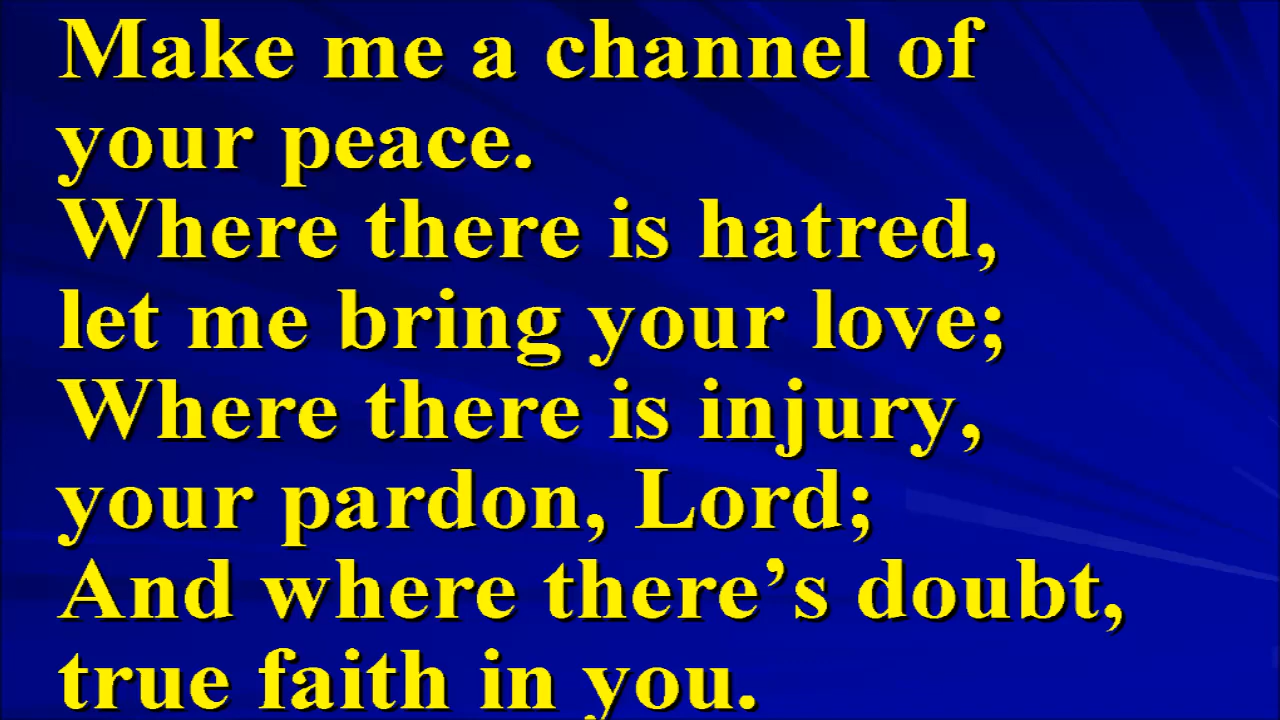 Make me a channel of
your peace.
Where there is hatred,
let me bring your love;
Where there is injury,
your pardon, Lord;
And where there’s doubt,
true faith in you.